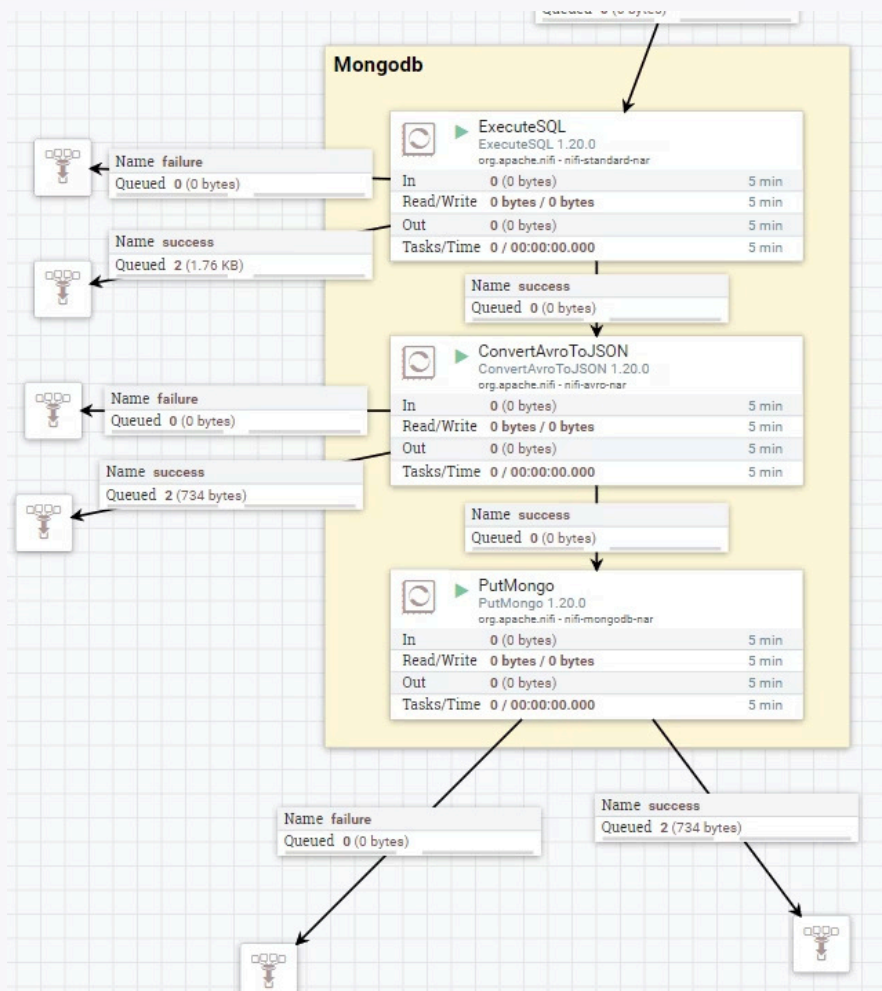 Queued 0 (0 bytes)
Mongodb
ExecuteSQL
ExecuteSQL 1.20.0
org.apache.nifi - nifi-standard-nar
In 0 (0 bytes) 5 min
Read/Write 0 bytes / 0 bytes 5 min
Out 0 (0 bytes) 5 min
Tasks/Time 0 / 00:00:00.000 5 min
Name failure
Queued 0 (0 bytes)
Name success
Queued 2 (1.76 KB)
Name success
Queued 0 (0 bytes)
ConvertAvroToJSON
ConvertAvroToJSON 1.20.0
org.apache.nifi - nifi-avro-nar
In 0 (0 bytes) 5 min
Read/Write 0 bytes / 0 bytes 5 min
Out 0 (0 bytes) 5 min
Tasks/Time 0 / 00:00:00.000 5 min
Name failure
Queued 0 (0 bytes)
Name success
Queued 2 (734 bytes)
Name success
Queued 0 (0 bytes)
PutMongo
PutMongo 1.20.0
org.apache.nifi - nifi-mongodb-nar
In 0 (0 bytes) 5 min
Read/Write 0 bytes / 0 bytes 5 min
Out 0 (0 bytes) 5 min
Tasks/Time 0 / 00:00:00.000 5 min
Name failure
Queued 0 (0 bytes)
Name success
Queued 2 (734 bytes)